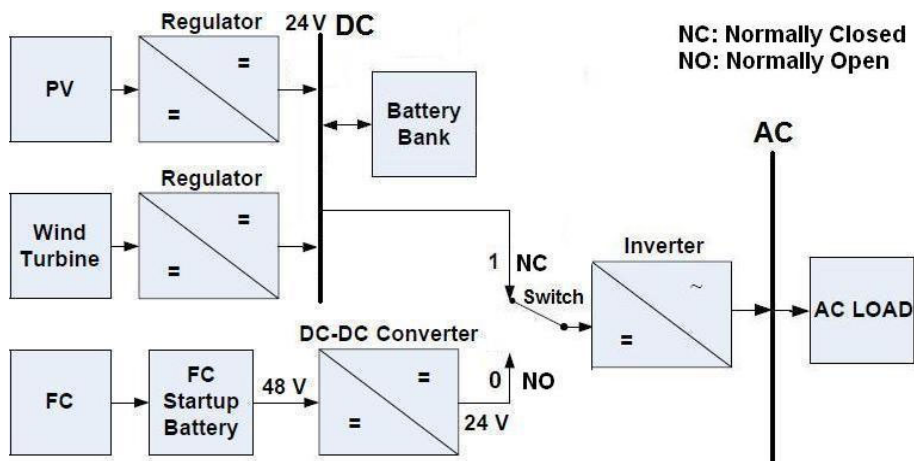 Regulator
24 V DC
NC: Normally Closed
NO: Normally Open
PV
=
=
Battery
Bank
AC
Regulator
Wind
Turbine
=
=
1 NC
Switch
Inverter
~
=
AC LOAD
DC-DC Converter
FC
FC
Startup
Battery
48 V
=
=
0 NO
24 V